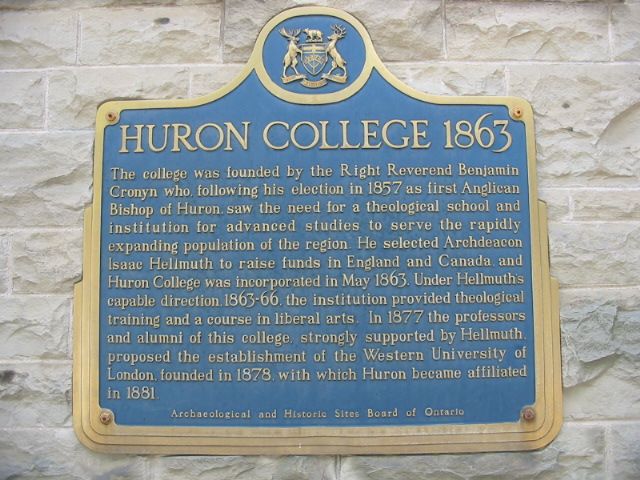 HURON COLLEGE 1863
The college was founded by the Right Reverend Benjamin
Cronyn who, following his election in 1857 as first Anglican
Bishop of Huron, saw the need for a theological school and
institution for advanced studies to serve the rapidly
expanding population of the region. He selected Archdeacon
Isaac Hellmuth to raise funds in England and Canada, and
Huron College was incorporated in May 1863. Under Hellmuth's
capable direction, 1863-66, the institution provided theological
training and a course in liberal arts. In 1877 the professors
and alumni of this college, strongly supported by Hellmuth,
proposed the establishment of the Western University of
London, founded in 1878, with which Huron became affiliated
in 1881.
Archaeological and Historic Sites Board of Ontario